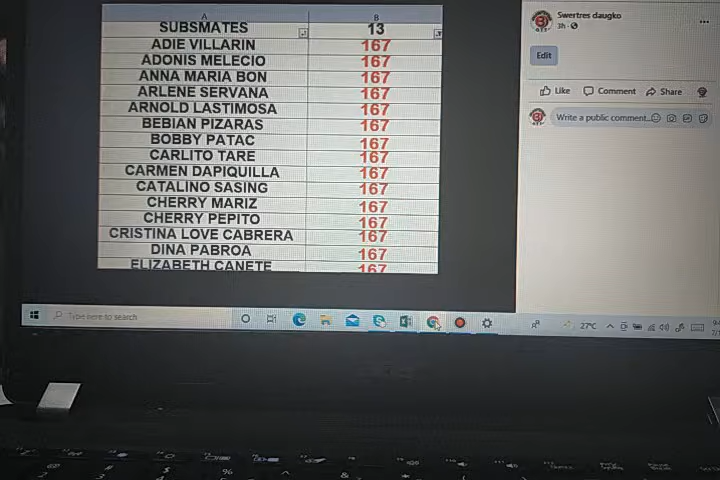 A B
SUBSMATES 13
ADIE VILLARIN 167
ADONIS MELECIO 167
ANNA MARIA BON 167
ARLENE SERVANA 167
ARNOLD LASTIMOSA 167
BEBIAN PIZARAS 167
BOBBY PATAC 167
CARLITO TARE 167
CARMEN DAPIQUILLA 167
CATALINO SASING 167
CHERRY MARIZ 167
CHERRY PEPITO 167
CRISTINA LOVE CABRERA 167
DINA PABROA 167
ELIZABETH CANETE 167
Swertres daugko
3h
Edit
Like Comment Share
Write a public comment...
Type here to search
27°C